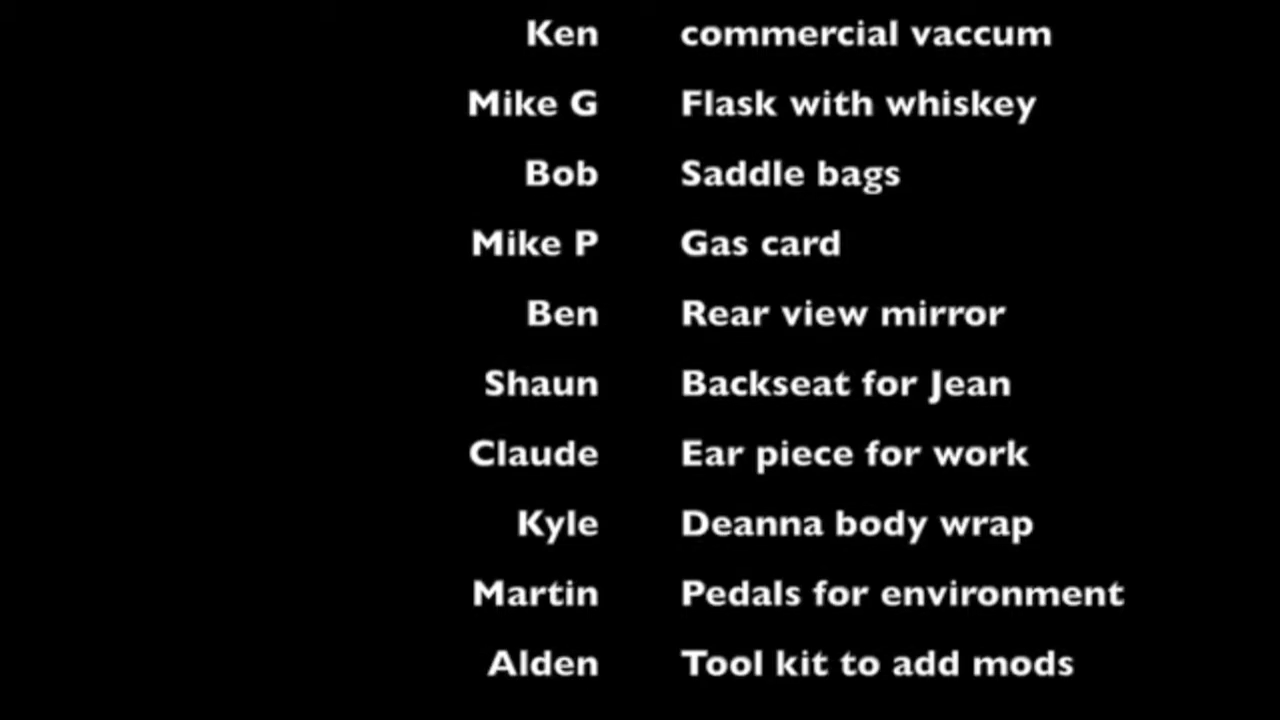 Ken commercial vaccum
Mike G Flask with whiskey
Bob Saddle bags
Mike P Gas card
Ben Rear view mirror
Shaun Backseat for Jean
Claude Ear piece for work
Kyle Deanna body wrap
Martin Pedals for environment
Alden Tool kit to add mods